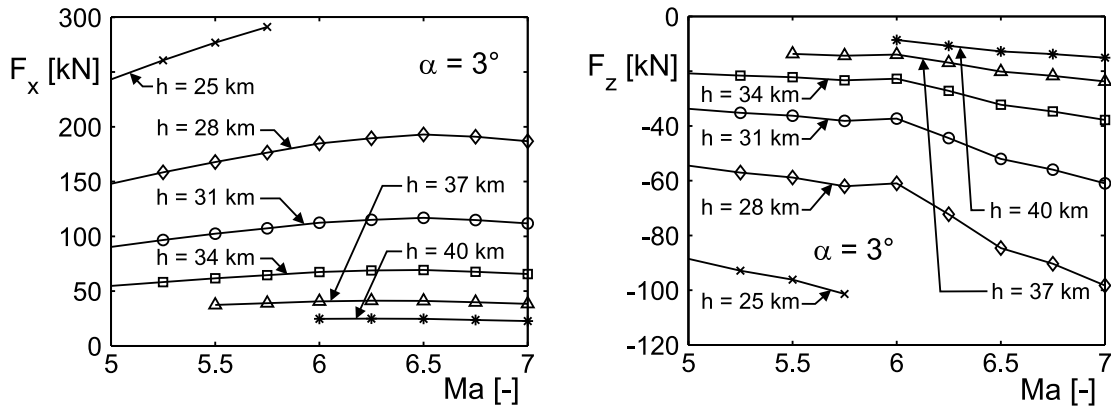 300
F_x [kN]
200
150
100
50
0
5
5.5
6
6.5
7
Ma [-]
α = 3°
h = 25 km
h = 28 km
h = 37 km
h = 31 km
h = 40 km
h = 34 km
0
F_z [kN]
-40
-60
-80
-100
-120
5
5.5
6
6.5
7
Ma [-]
h = 34 km
h = 31 km
h = 28 km
h = 40 km
α = 3°
h = 37 km
h = 25 km